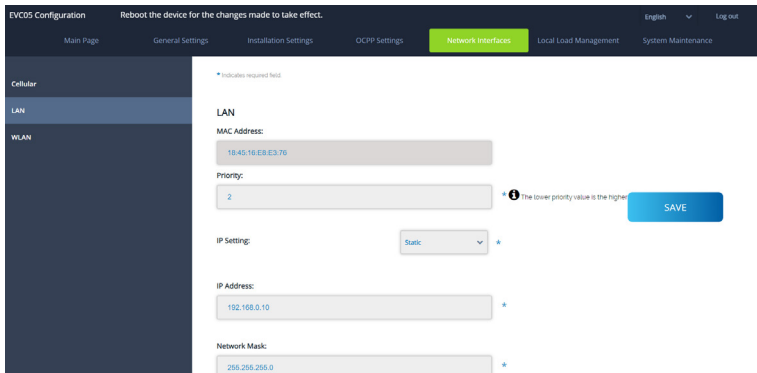 EVC05 Configuration Reboot the device for the changes made to take effect. English Log out
Main Page General Settings Installation Settings OCPP Settings Network Interfaces Local Load Management System Maintenance
* Indicates required field.
Cellular
LAN
WLAN
LAN
MAC Address:
18:45:16:E8:E3:76
Priority:
2
* The lower priority value is the higher
SAVE
IP Setting:
Static *
IP Address:
192.168.0.10 *
Network Mask:
255.255.255.0 *